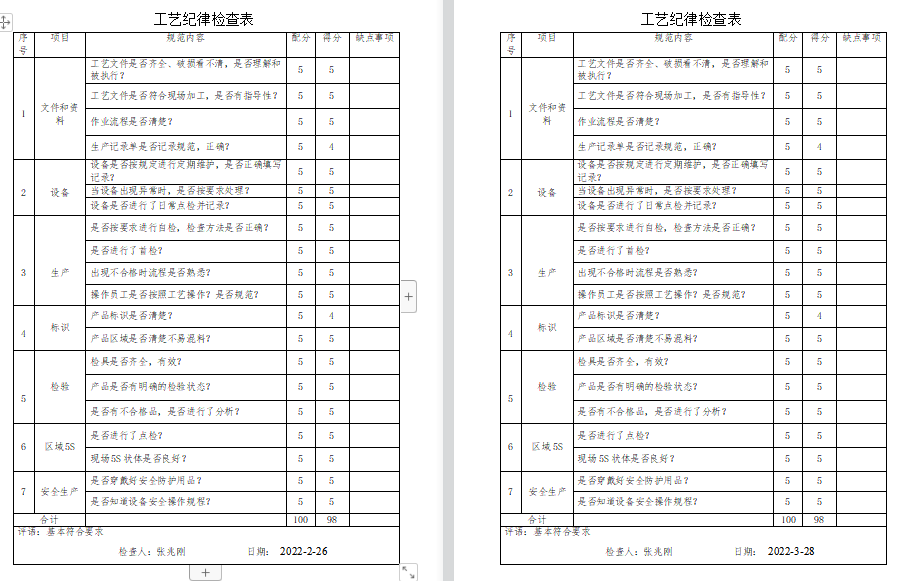 工艺纪律检查表
序号 项目 规范内容 配分 得分 缺点事项
1 文件和资料 工艺文件是否齐全、破损看不清,是否理解和被执行? 5 5
工艺文件是否符合现场加工,是否有指导性? 5 5
作业流程是否清楚? 5 5
生产记录单是否记录规范,正确? 5 4
2 设备 设备是否按规定进行定期维护,是否正确填写记录? 5 5
当设备出现异常时,是否按要求处理? 5 5
设备是否进行了日常点检并记录? 5 5
3 生产 是否按要求进行自检,检查方法是否正确? 5 5
是否进行了首检? 5 5
出现不合格时流程是否熟悉? 5 5
操作员工是否按照工艺操作?是否规范? 5 5
4 标识 产品标识是否清楚? 5 4
产品区域是否清楚不易混料? 5 5
5 检验 检具是否齐全,有效? 5 5
产品是否有明确的检验状态? 5 5
是否有不合格品,是否进行了分析? 5 5
6 区域5S 是否进行了点检? 5 5
现场5S状体是否良好? 5 5
7 安全生产 是否穿戴好安全防护用品? 5 5
是否知道设备安全操作规程? 5 5
合计 100 98
评语:基本符合要求
检查人:张兆刚 日期: 2022-2-26
工艺纪律检查表
序号 项目 规范内容 配分 得分 缺点事项
1 文件和资料 工艺文件是否齐全、破损看不清,是否理解和被执行? 5 5
工艺文件是否符合现场加工,是否有指导性? 5 5
作业流程是否清楚? 5 5
生产记录单是否记录规范,正确? 5 4
2 设备 设备是否按规定进行定期维护,是否正确填写记录? 5 5
当设备出现异常时,是否按要求处理? 5 5
设备是否进行了日常点检并记录? 5 5
3 生产 是否按要求进行自检,检查方法是否正确? 5 5
是否进行了首检? 5 5
出现不合格时流程是否熟悉? 5 5
操作员工是否按照工艺操作?是否规范? 5 5
4 标识 产品标识是否清楚? 5 4
产品区域是否清楚不易混料? 5 5
5 检验 检具是否齐全,有效? 5 5
产品是否有明确的检验状态? 5 5
是否有不合格品,是否进行了分析? 5 5
6 区域5S 是否进行了点检? 5 5
现场5S状体是否良好? 5 5
7 安全生产 是否穿戴好安全防护用品? 5 5
是否知道设备安全操作规程? 5 5
合计 100 98
评语:基本符合要求
检查人:张兆刚 日期: 2022-3-28